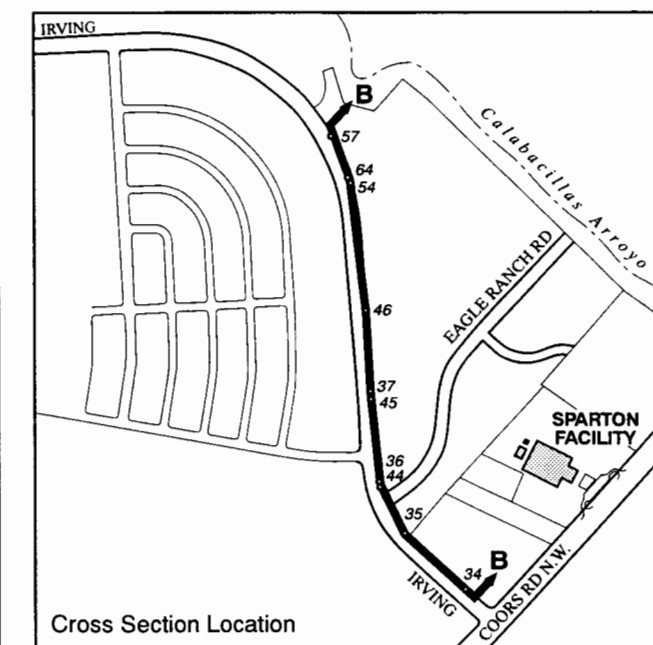 IRVING
B
57
64
54
Calabacillas Arroyo
EAGLE RANCH RD
46
37
45
SPARTON
FACILITY
36
44
35
34
B
IRVING
COORS RD N.W.
Cross Section Location